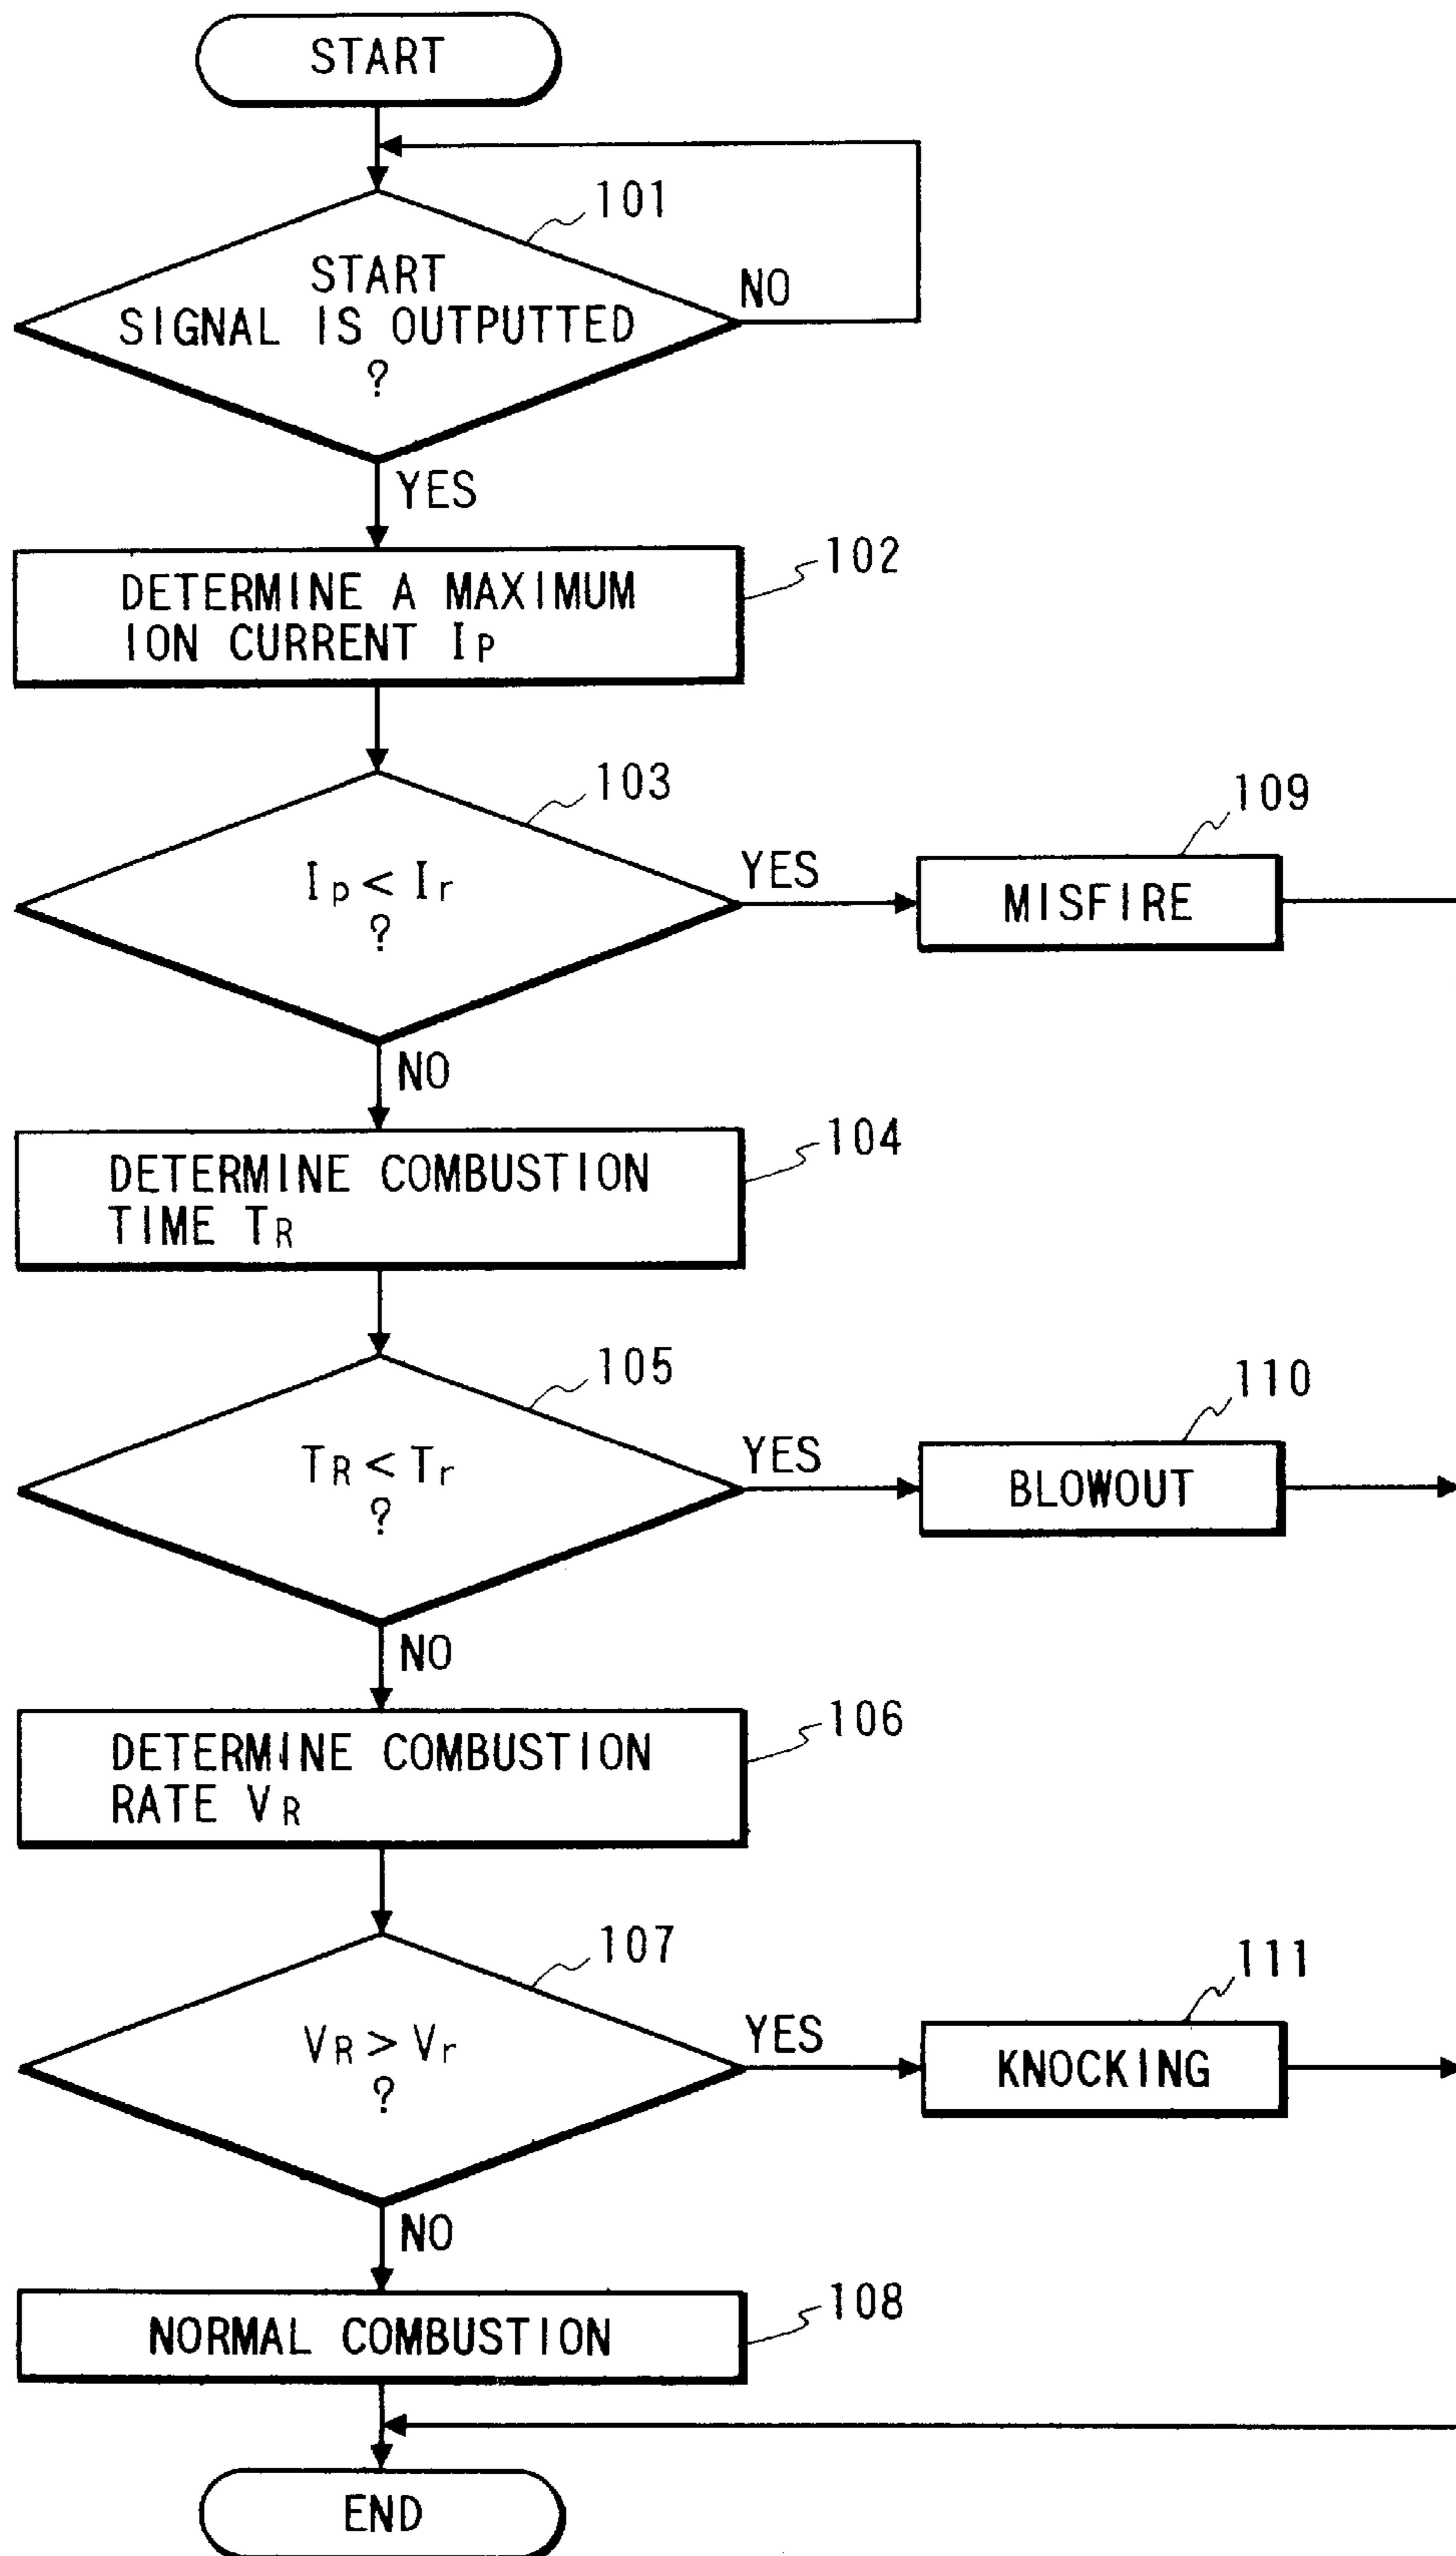 START
101
START
SIGNAL IS OUTPUTTED
?
NO
YES
102
DETERMINE A MAXIMUM
ION CURRENT IP
103
Ip < Ir
?
YES
109
MISFIRE
NO
104
DETERMINE COMBUSTION
TIME TR
105
TR < Tr
?
YES
110
BLOWOUT
NO
106
DETERMINE COMBUSTION
RATE VR
107
VR > Vr
?
YES
111
KNOCKING
NO
108
NORMAL COMBUSTION
END